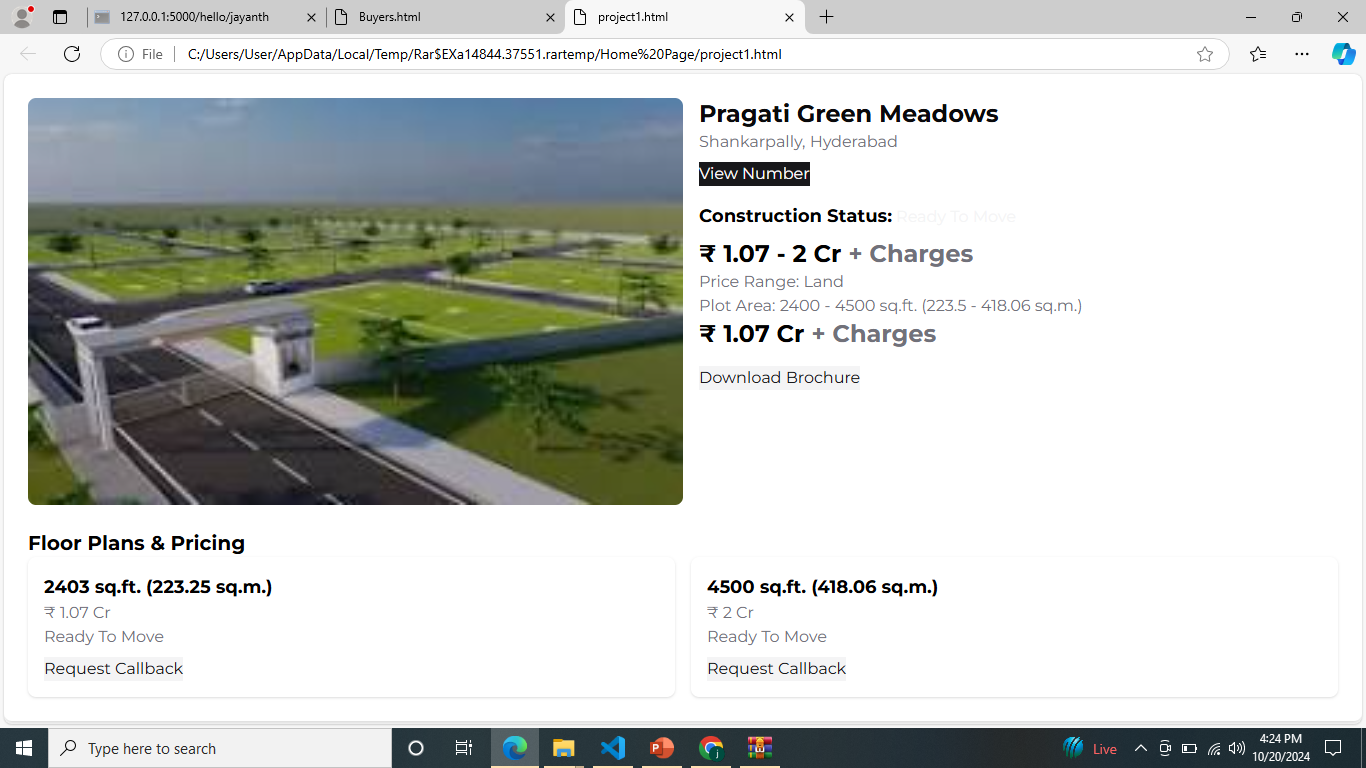 127.0.0.1:5000/hello/jayanth
Buyers.html
project1.html
File
C:/Users/User/AppData/Local/Temp/Rar$EXa14844.37551.rartemp/Home%20Page/project1.html
Pragati Green Meadows
Shankarpally, Hyderabad
View Number
Construction Status: Ready To Move
₹ 1.07 - 2 Cr + Charges
Price Range: Land
Plot Area: 2400 - 4500 sq.ft. (223.5 - 418.06 sq.m.)
₹ 1.07 Cr + Charges
Download Brochure
Floor Plans & Pricing
2403 sq.ft. (223.25 sq.m.)
₹ 1.07 Cr
Ready To Move
Request Callback
4500 sq.ft. (418.06 sq.m.)
₹ 2 Cr
Ready To Move
Request Callback
Type here to search
Live
4:24 PM
10/20/2024